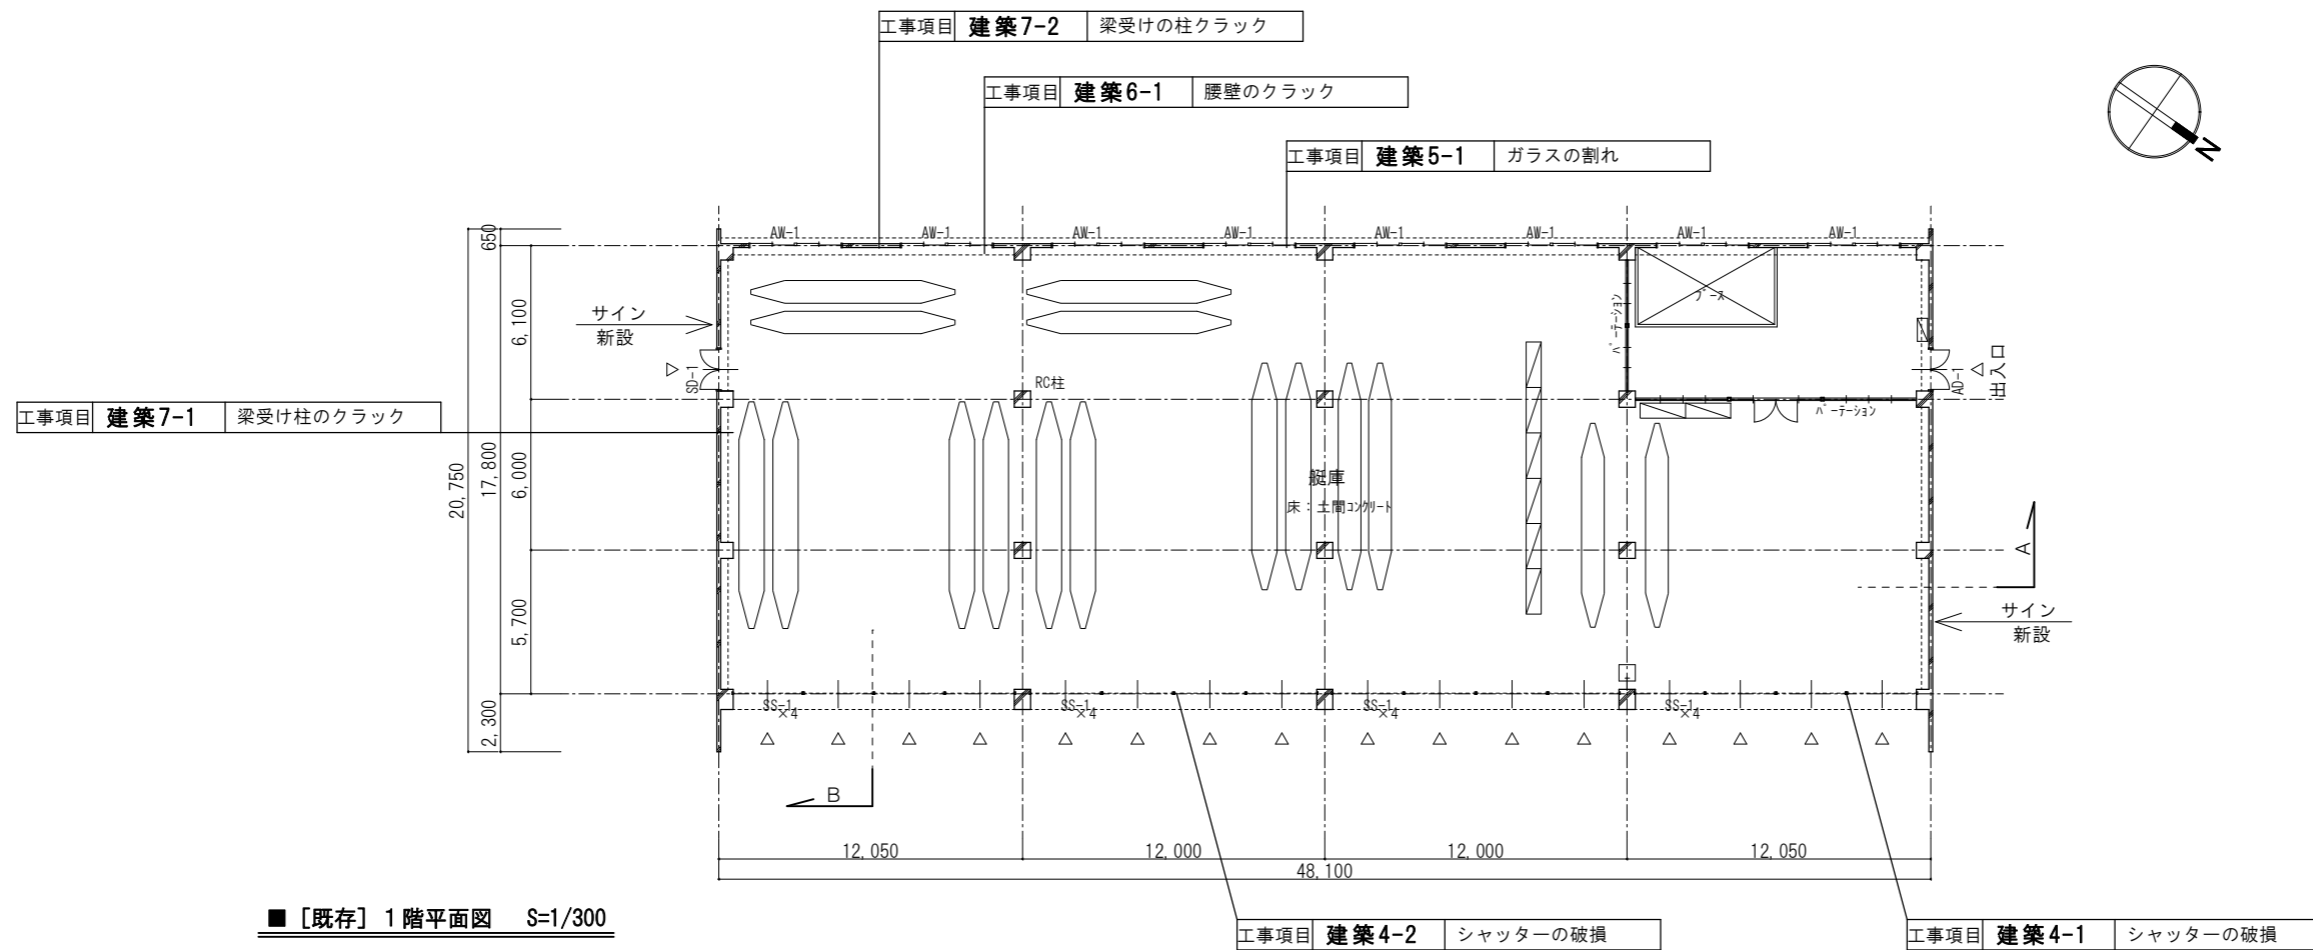 工事項目 建築7-2 梁受けの柱クラック
工事項目 建築6-1 腰壁のクラック
工事項目 建築5-1 ガラスの割れ
N
AW-1 AW-1 AW-1 AW-1 AW-1 AW-1 AW-1 AW-1
650
6,100
サイン
新設
SD-1
パーテーション
ブース
AD-1
出入口
RC柱
パーテーション
工事項目 建築7-1 梁受け柱のクラック
20,750
17,800
6,000
艇庫
床：土間コンクリート
A
サイン
新設
5,700
2,300
SS-1
×4
SS-1
×4
SS-1
×4
SS-1
×4
B
12,050 12,000 12,000 12,050
48,100
■［既存］1階平面図 S=1/300
工事項目 建築4-2 シャッターの破損
工事項目 建築4-1 シャッターの破損